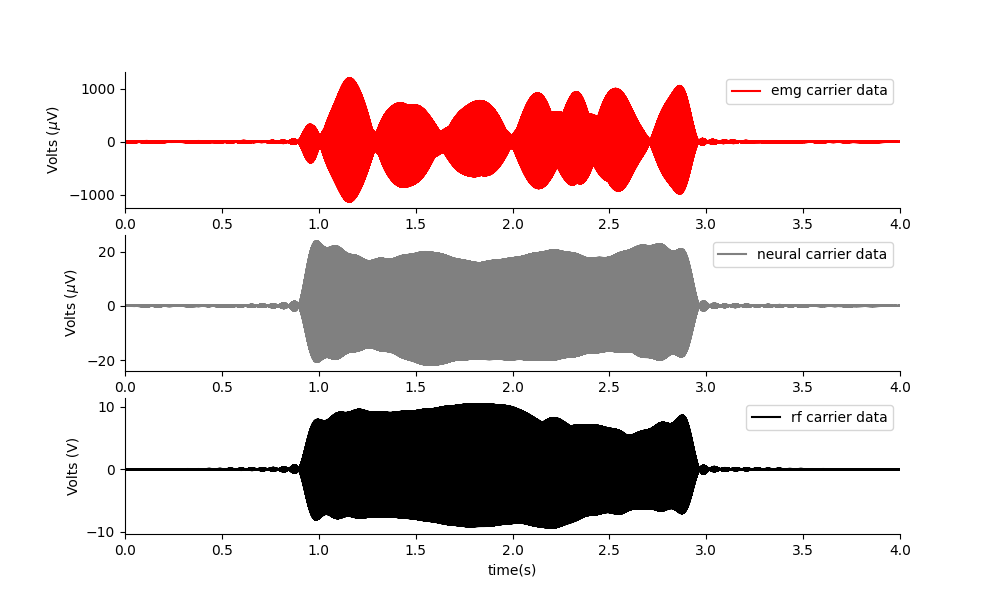 1000
0
−1000
Volts (μV)
emg carrier data
0.0 0.5 1.0 1.5 2.0 2.5 3.0 3.5 4.0
20
0
−20
Volts (μV)
neural carrier data
0.0 0.5 1.0 1.5 2.0 2.5 3.0 3.5 4.0
10
0
−10
Volts (V)
rf carrier data
0.0 0.5 1.0 1.5 2.0 2.5 3.0 3.5 4.0
time(s)